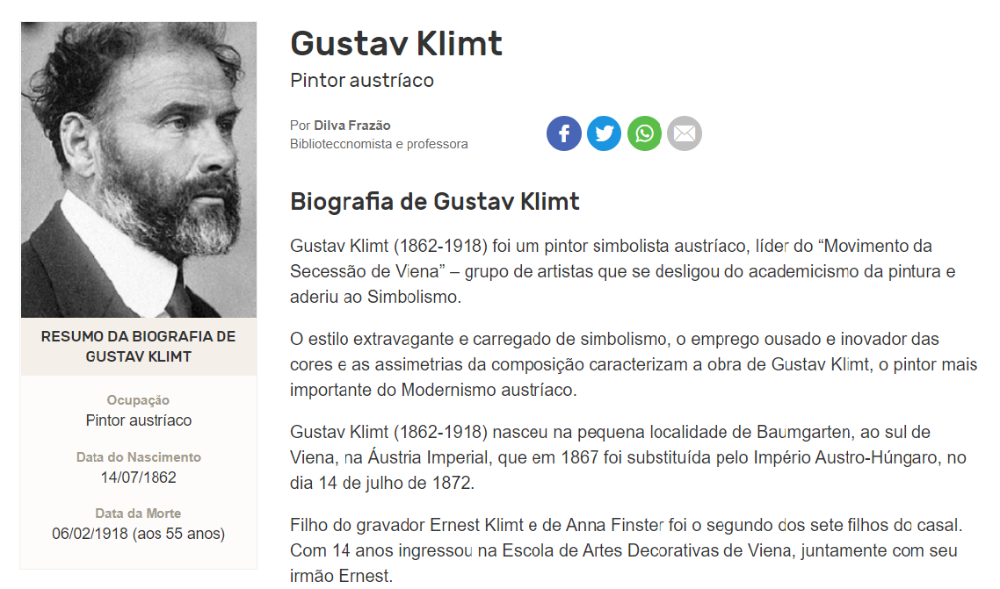 Gustav Klimt
Pintor austríaco
Por Dilva Frazão
Biblioteconomista e professora
Biografia de Gustav Klimt
Gustav Klimt (1862-1918) foi um pintor simbolista austríaco, líder do “Movimento da
Secessão de Viena” – grupo de artistas que se desligou do academicismo da pintura e
aderiu ao Simbolismo.
O estilo extravagante e carregado de simbolismo, o emprego ousado e inovador das
cores e as assimetrias da composição caracterizam a obra de Gustav Klimt, o pintor mais
importante do Modernismo austríaco.
Gustav Klimt (1862-1918) nasceu na pequena localidade de Baumgarten, ao sul de
Viena, na Áustria Imperial, que em 1867 foi substituída pelo Império Austro-Húngaro, no
dia 14 de julho de 1872.
Filho do gravador Ernest Klimt e de Anna Finster foi o segundo dos sete filhos do casal.
Com 14 anos ingressou na Escola de Artes Decorativas de Viena, juntamente com seu
irmão Ernest.
RESUMO DA BIOGRAFIA DE
GUSTAV KLIMT
Ocupação
Pintor austríaco
Data do Nascimento
14/07/1862
Data da Morte
06/02/1918 (aos 55 anos)